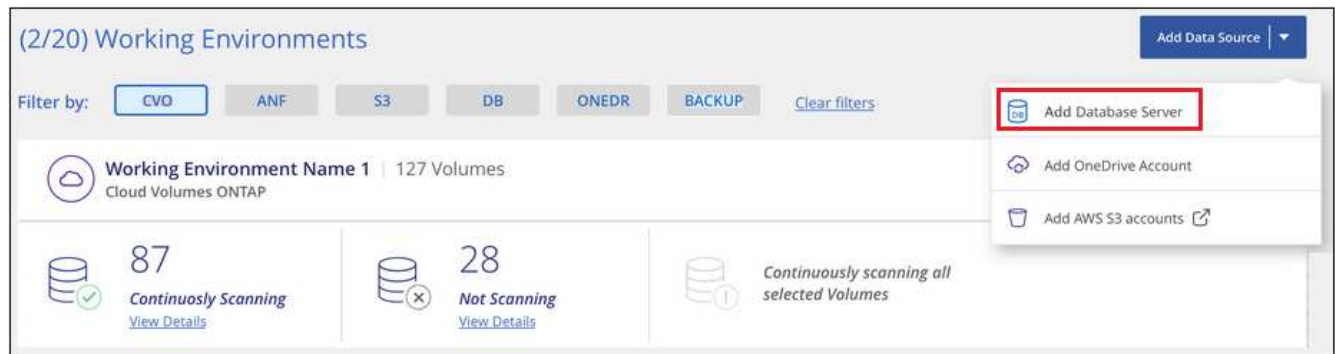 (2/20) Working Environments
Add Data Source
Filter by: CVO ANF S3 DB ONEDR BACKUP Clear filters
DB Add Database Server
Working Environment Name 1 | 127 Volumes
Cloud Volumes ONTAP
Add OneDrive Account
Add AWS S3 accounts
87
Continuosly Scanning
View Details
28
Not Scanning
View Details
Continuously scanning all
selected Volumes